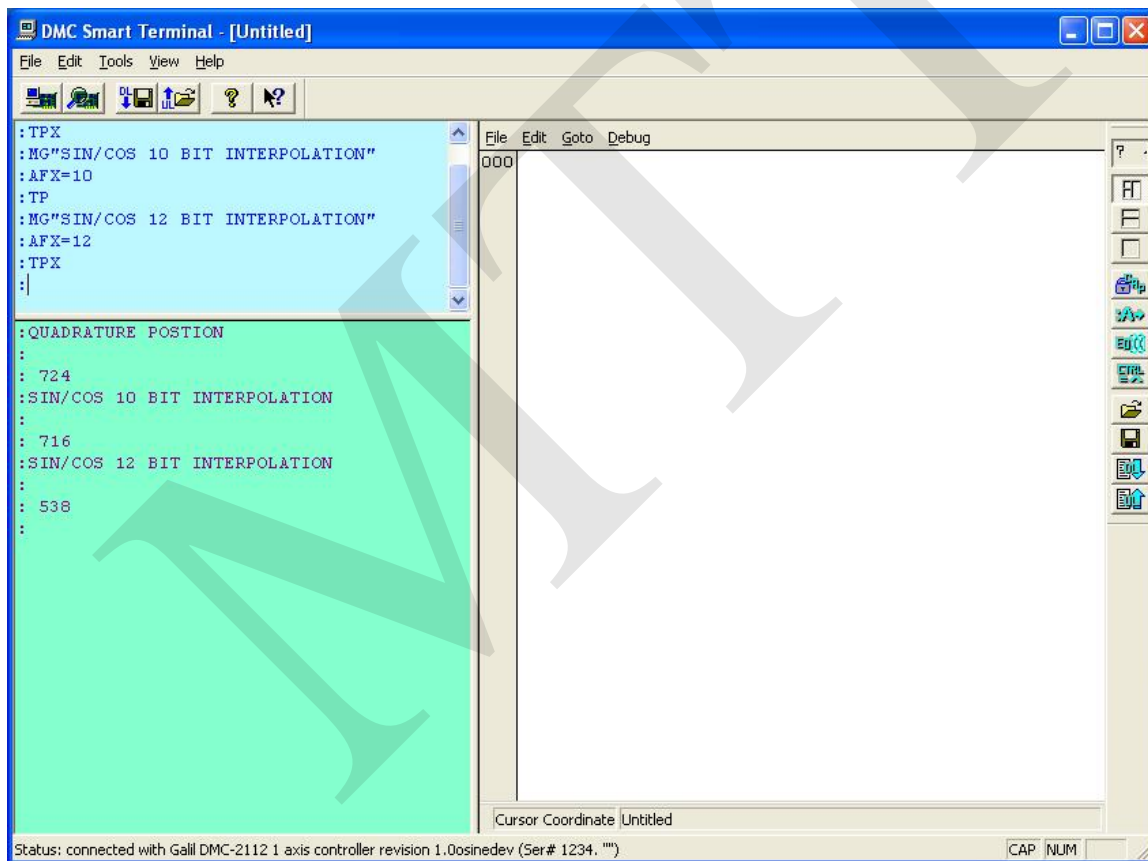 DMC Smart Terminal - [Untitled]
File Edit Tools View Help
:TPX
:MG"SIN/COS 10 BIT INTERPOLATION"
:AFX=10
:TP
:MG"SIN/COS 12 BIT INTERPOLATION"
:AFX=12
:TPX
:
:QUADRATURE POSTION
:
: 724
:SIN/COS 10 BIT INTERPOLATION
:
: 716
:SIN/COS 12 BIT INTERPOLATION
:
: 538
:
File Edit Goto Debug
000
Cursor Coordinate Untitled
Status: connected with Galil DMC-2112 1 axis controller revision 1.0osinedev (Ser# 1234. "")
CAP NUM